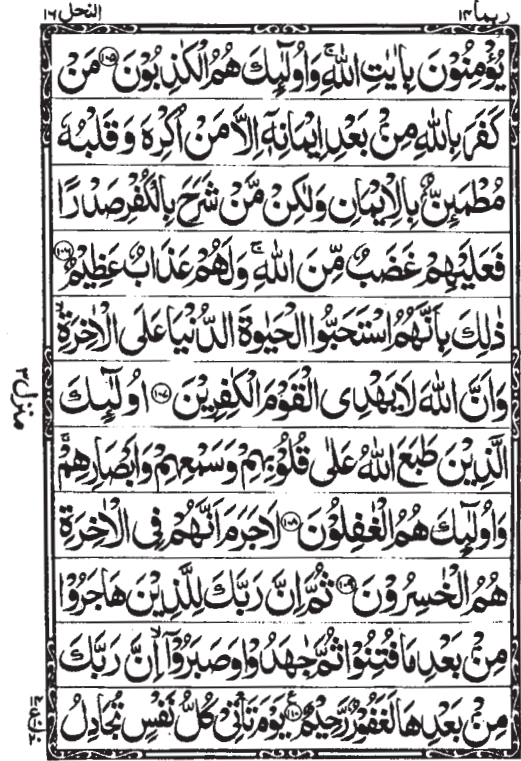 ربما ١٤
النحل ١٦
يُؤْمِنُوْنَ بِاٰيٰتِ اللّٰهِ ۚ وَاُولٰٓئِكَ هُمُ الْكٰذِبُوْنَ ﴿١٠٥﴾ مَنْ
كَفَرَ بِاللّٰهِ مِنْۢ بَعْدِ اِيْمَانِهٖٓ اِلَّا مَنْ اُكْرِهَ وَقَلْبُهٗ
مُطْمَئِنٌّۢ بِالْاِيْمَانِ وَلٰكِنْ مَّنْ شَرَحَ بِالْكُفْرِ صَدْرًا
فَعَلَيْهِمْ غَضَبٌ مِّنَ اللّٰهِ ۚ وَلَهُمْ عَذَابٌ عَظِيْمٌ ﴿١٠٦﴾
ذٰلِكَ بِاَنَّهُمُ اسْتَحَبُّوا الْحَيٰوةَ الدُّنْيَا عَلَى الْاٰخِرَةِ ۙ
وَاَنَّ اللّٰهَ لَا يَهْدِى الْقَوْمَ الْكٰفِرِيْنَ ﴿١٠٧﴾ اُولٰٓئِكَ
الَّذِيْنَ طَبَعَ اللّٰهُ عَلٰى قُلُوْبِهِمْ وَسَمْعِهِمْ وَاَبْصَارِهِمْ ۚ
وَاُولٰٓئِكَ هُمُ الْغٰفِلُوْنَ ﴿١٠٨﴾ لَا جَرَمَ اَنَّهُمْ فِى الْاٰخِرَةِ
هُمُ الْخٰسِرُوْنَ ﴿١٠٩﴾ ثُمَّ اِنَّ رَبَّكَ لِلَّذِيْنَ هَاجَرُوْا
مِنْۢ بَعْدِ مَا فُتِنُوْا ثُمَّ جٰهَدُوْا وَصَبَرُوْٓا ۙ اِنَّ رَبَّكَ
مِنْۢ بَعْدِهَا لَغَفُوْرٌ رَّحِيْمٌ ﴿١١٠﴾ يَوْمَ تَاْتِىْ كُلُّ نَفْسٍ تُجَادِلُ
منزل ٣